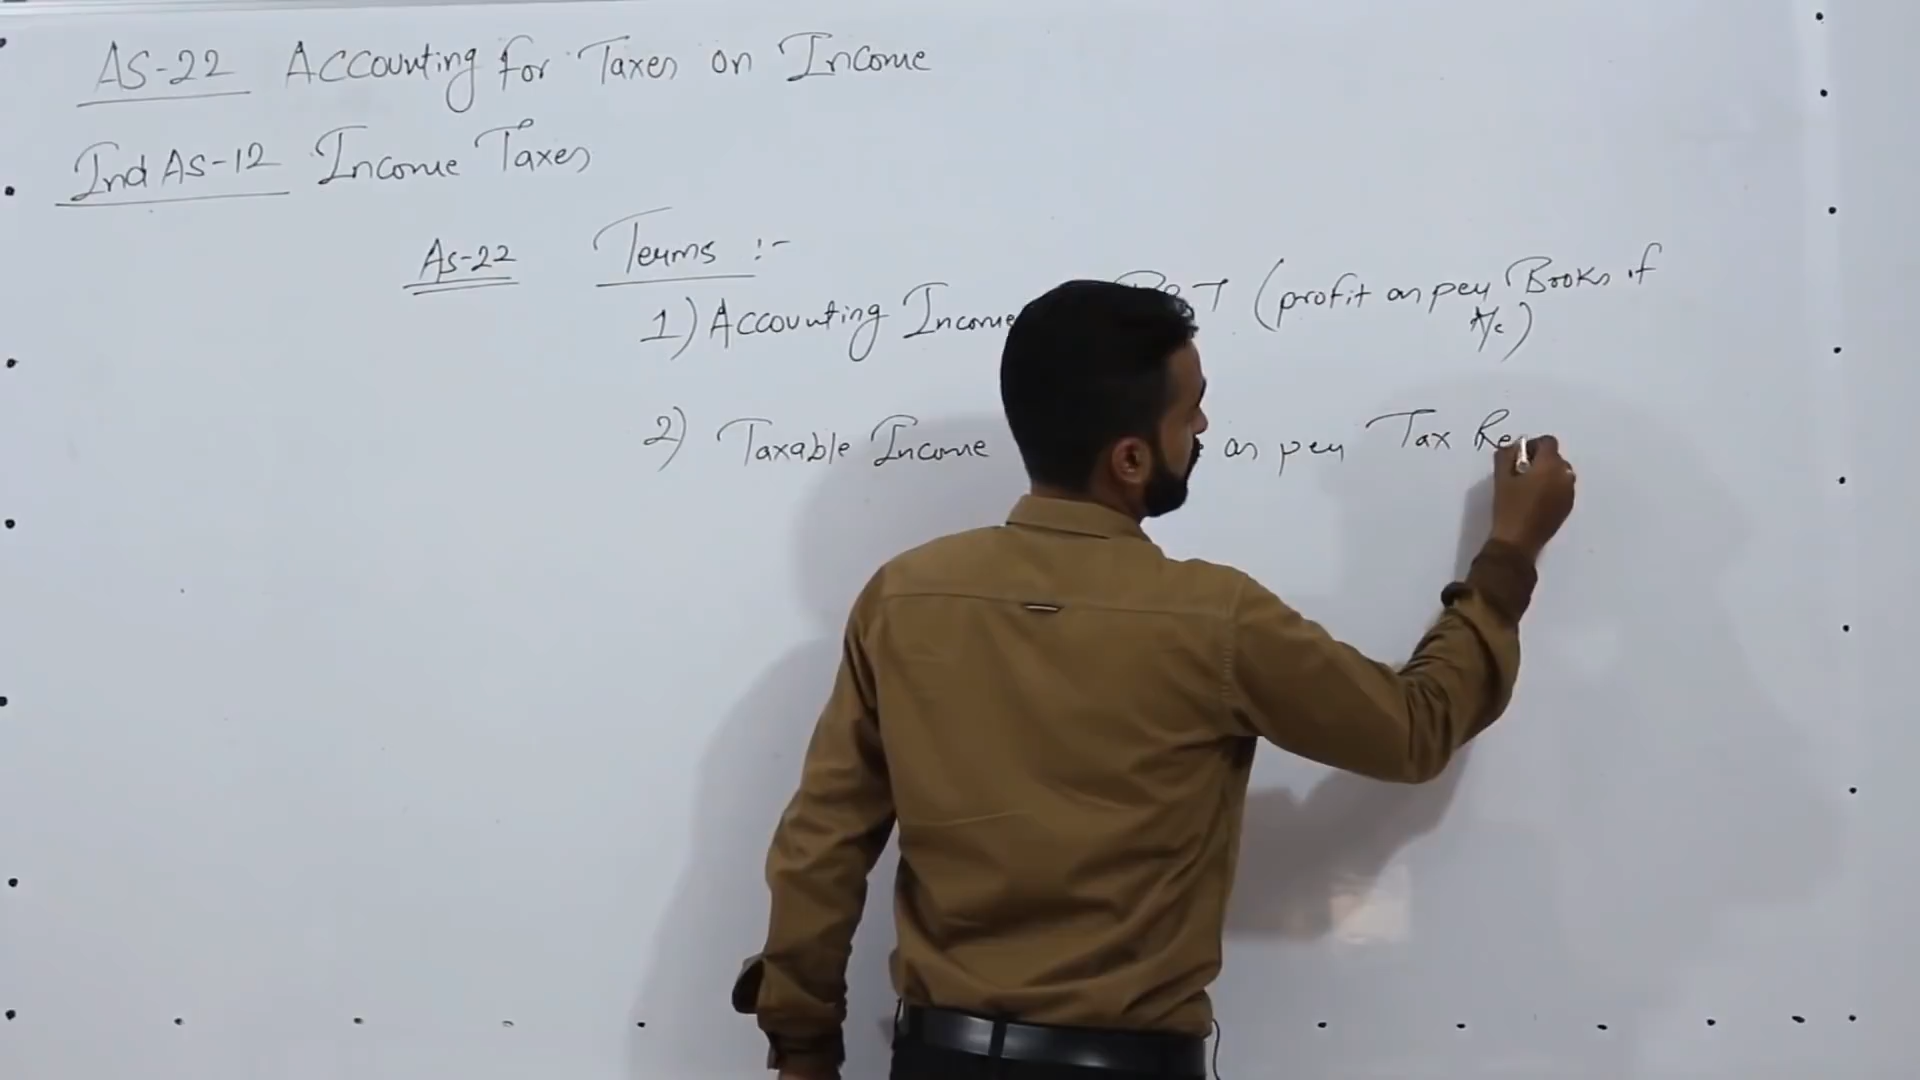 AS-22 Accounting for Taxes on Income
Ind AS-12 Income Taxes
AS-22 Terms :-
1) Accounting Income (profit as per Books of
A/c)
2) Taxable Income as per Tax Re